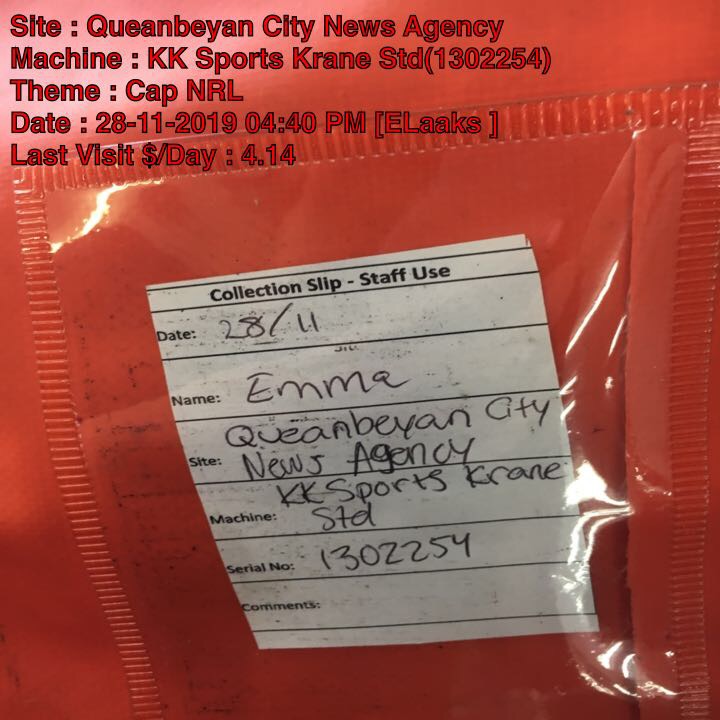 Site : Queanbeyan City News Agency
Machine : KK Sports Krane Std(1302254)
Theme : Cap NRL
Date : 28-11-2019 04:40 PM [ELaaks ]
Last Visit $/Day : 4.14
Collection Slip - Staff Use
Date: 28/11
Name: Emma
Queanbeyan City
Site: News Agency
KK Sports Krane
Machine: Std
Serial No: 1302254
Comments: